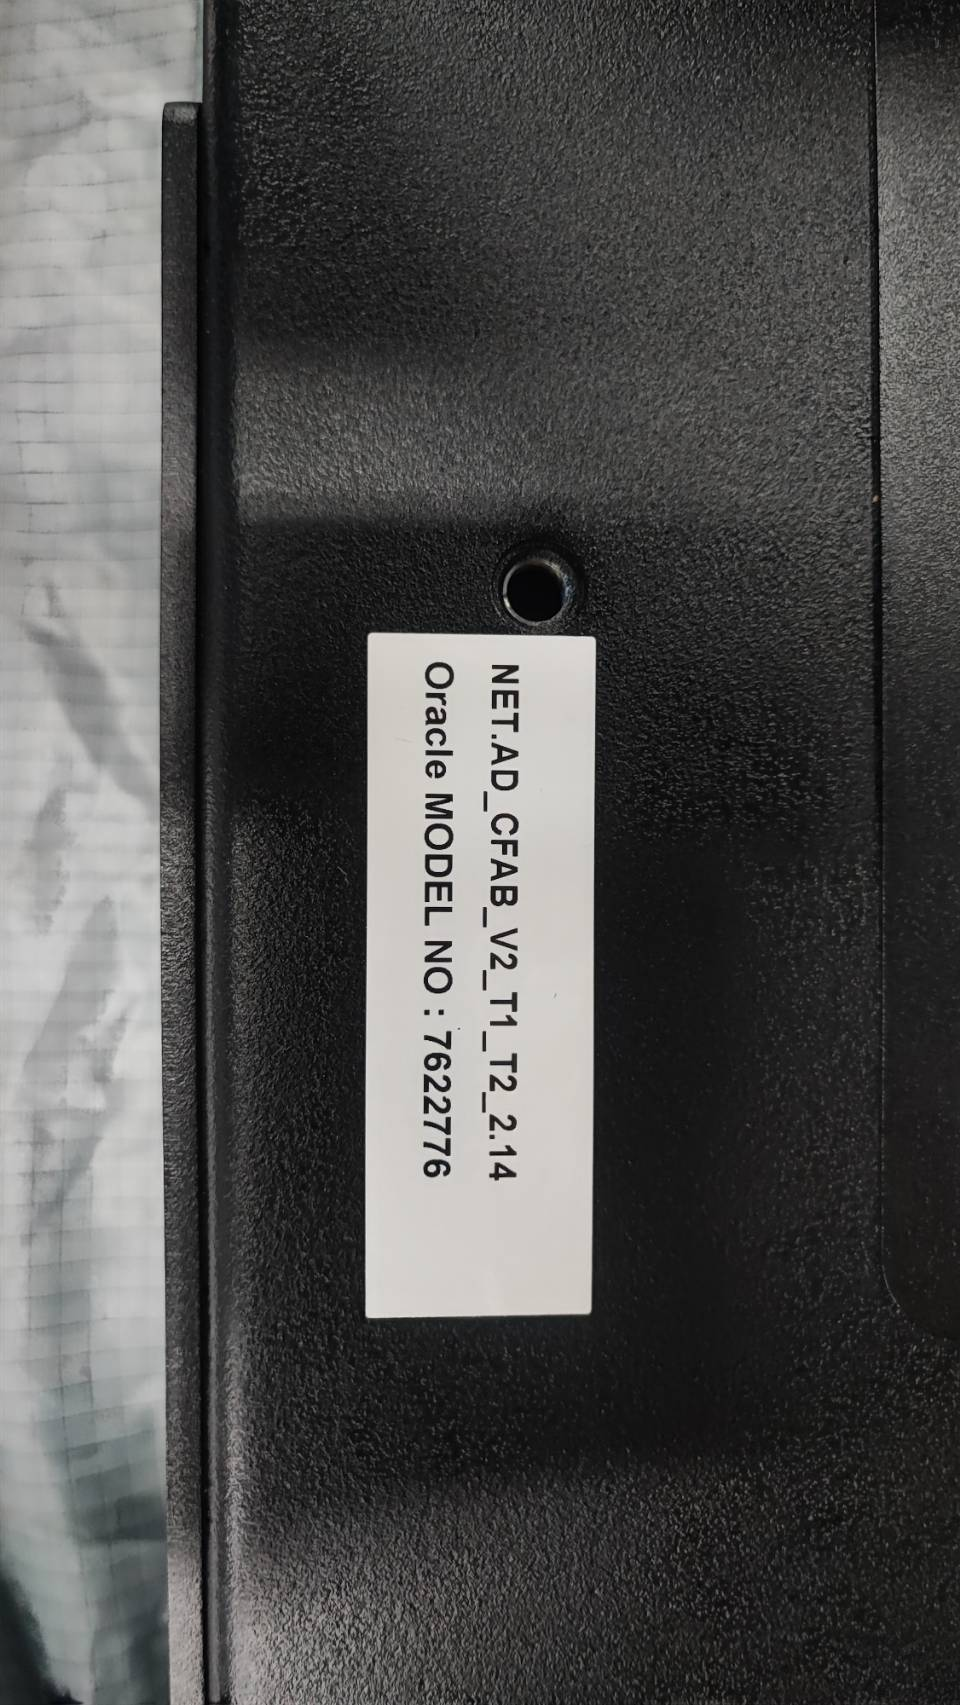 NET.AD_CFAB_V2_T1_T2_2.14
Oracle MODEL NO : 7622776